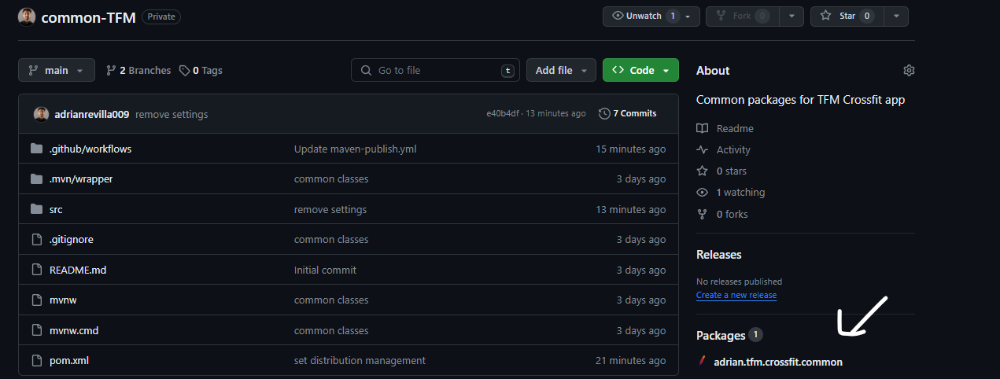 common-TFM Private Unwatch 1 Fork 0 Star 0
main 2 Branches 0 Tags Go to file t Add file Code
adrianrevilla009 remove settings e40b4df · 13 minutes ago 7 Commits
.github/workflows Update maven-publish.yml 15 minutes ago
.mvn/wrapper common classes 3 days ago
src remove settings 13 minutes ago
.gitignore common classes 3 days ago
README.md Initial commit 3 days ago
mvnw common classes 3 days ago
mvnw.cmd common classes 3 days ago
pom.xml set distribution management 21 minutes ago
About
Common packages for TFM Crossfit app
Readme
Activity
0 stars
1 watching
0 forks
Releases
No releases published
Create a new release
Packages 1
adrian.tfm.crossfit.common